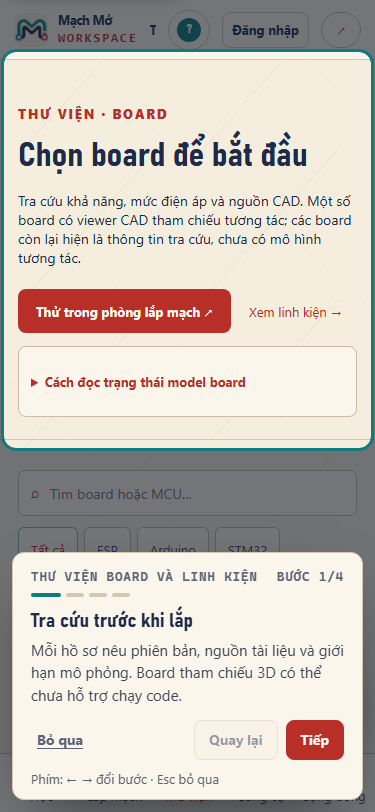 Mạch Mở
WORKSPACE
T
?
Đăng nhập
↗
THƯ VIỆN · BOARD
Chọn board để bắt đầu
Tra cứu khả năng, mức điện áp và nguồn CAD. Một số
board có viewer CAD tham chiếu tương tác; các board
còn lại hiện là thông tin tra cứu, chưa có mô hình
tương tác.
Thử trong phòng lắp mạch ↗
Xem linh kiện →
▶ Cách đọc trạng thái model board
Tìm board hoặc MCU...
Tất cả
ESP
Arduino
STM32
THƯ VIỆN BOARD VÀ LINH KIỆN
BƯỚC 1/4
Tra cứu trước khi lắp
Mỗi hồ sơ nêu phiên bản, nguồn tài liệu và giới
hạn mô phỏng. Board tham chiếu 3D có thể
chưa hỗ trợ chạy code.
Bỏ qua
Quay lại
Tiếp
Phím: ← → đổi bước · Esc bỏ qua